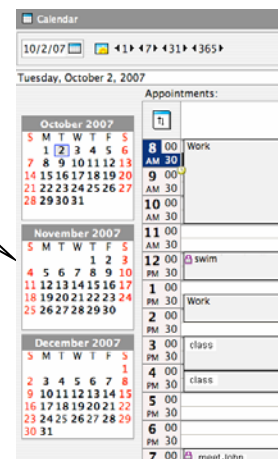 Calendar
10/2/07 ◂1▸ ◂7▸ ◂31▸ ◂365▸
Tuesday, October 2, 2007
Appointments:
October 2007
S M T W T F S
1 2 3 4 5 6
7 8 9 10 11 12 13
14 15 16 17 18 19 20
21 22 23 24 25 26 27
28 29 30 31
November 2007
S M T W T F S
1 2 3
4 5 6 7 8 9 10
11 12 13 14 15 16 17
18 19 20 21 22 23 24
25 26 27 28 29 30
December 2007
S M T W T F S
1
2 3 4 5 6 7 8
9 10 11 12 13 14 15
16 17 18 19 20 21 22
23 24 25 26 27 28 29
30 31
8 00 Work
AM 30
9 00
AM 30
10 00
AM 30
11 00
AM 30
12 00 swim
PM 30
1 00
PM 30 Work
2 00
PM 30
3 00 class
PM 30
4 00
PM 30 class
5 00
PM 30
6 00
PM 30
7 00 meet John